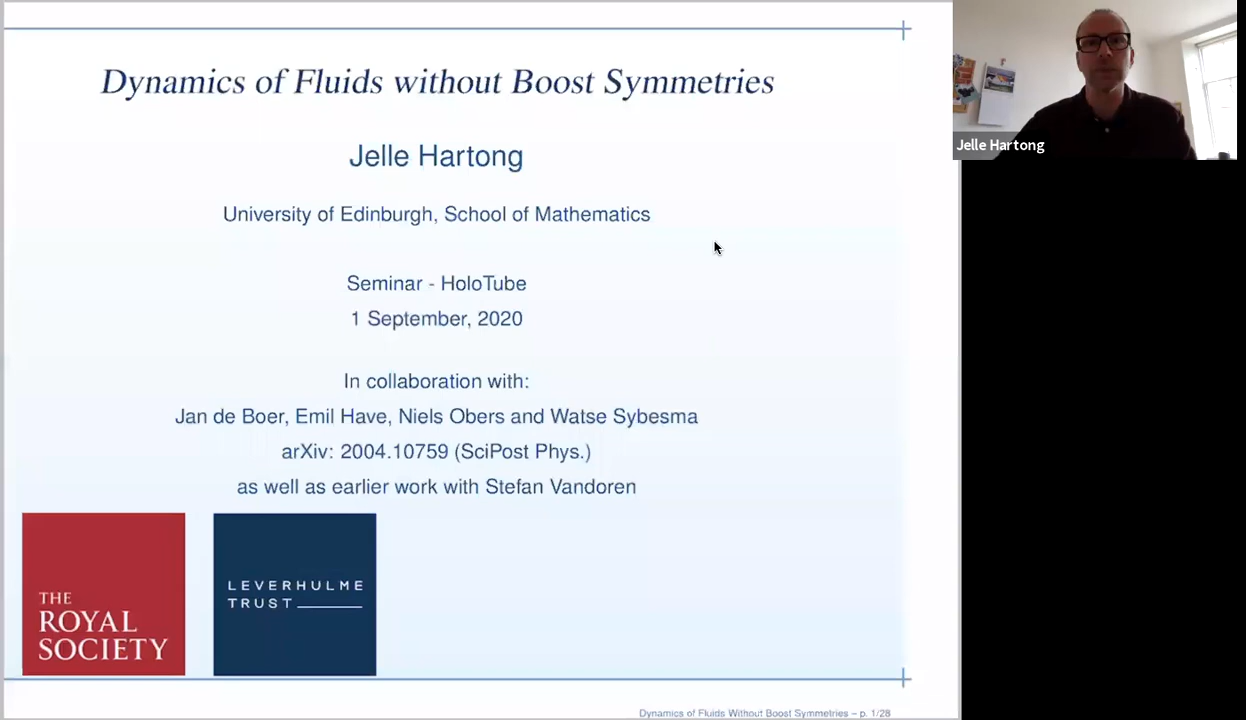 Dynamics of Fluids without Boost Symmetries
Jelle Hartong
University of Edinburgh, School of Mathematics
Seminar - HoloTube
1 September, 2020
In collaboration with:
Jan de Boer, Emil Have, Niels Obers and Watse Sybesma
arXiv: 2004.10759 (SciPost Phys.)
as well as earlier work with Stefan Vandoren
THE
ROYAL
SOCIETY
LEVERHULME
TRUST
Dynamics of Fluids Without Boost Symmetries – p. 1/28
Jelle Hartong